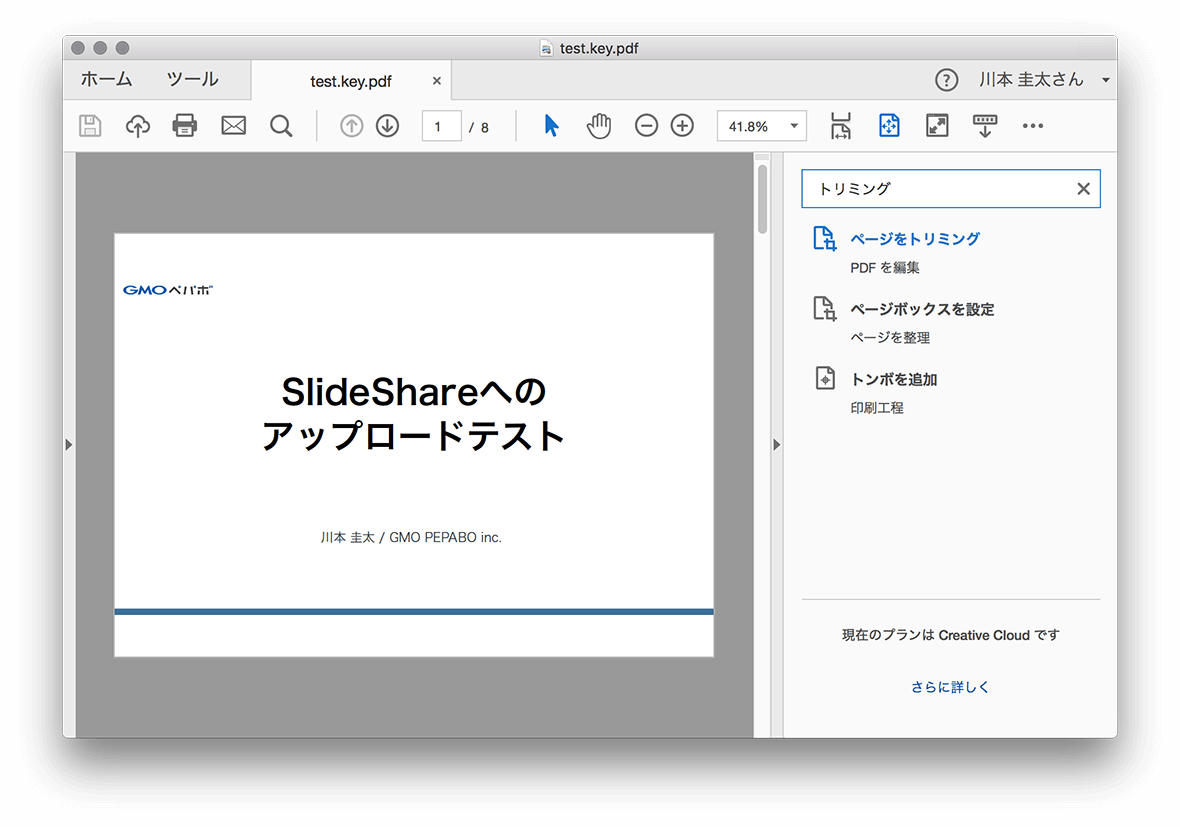 test.key.pdf
ホーム ツール test.key.pdf × ? 川本 圭太さん
1 / 8 41.8%
トリミング
ページをトリミング
PDF を編集
ページボックスを設定
ページを整理
トンボを追加
印刷工程
現在のプランは Creative Cloud です
さらに詳しく
GMOペパボ
SlideShareへの
アップロードテスト
川本 圭太 / GMO PEPABO inc.